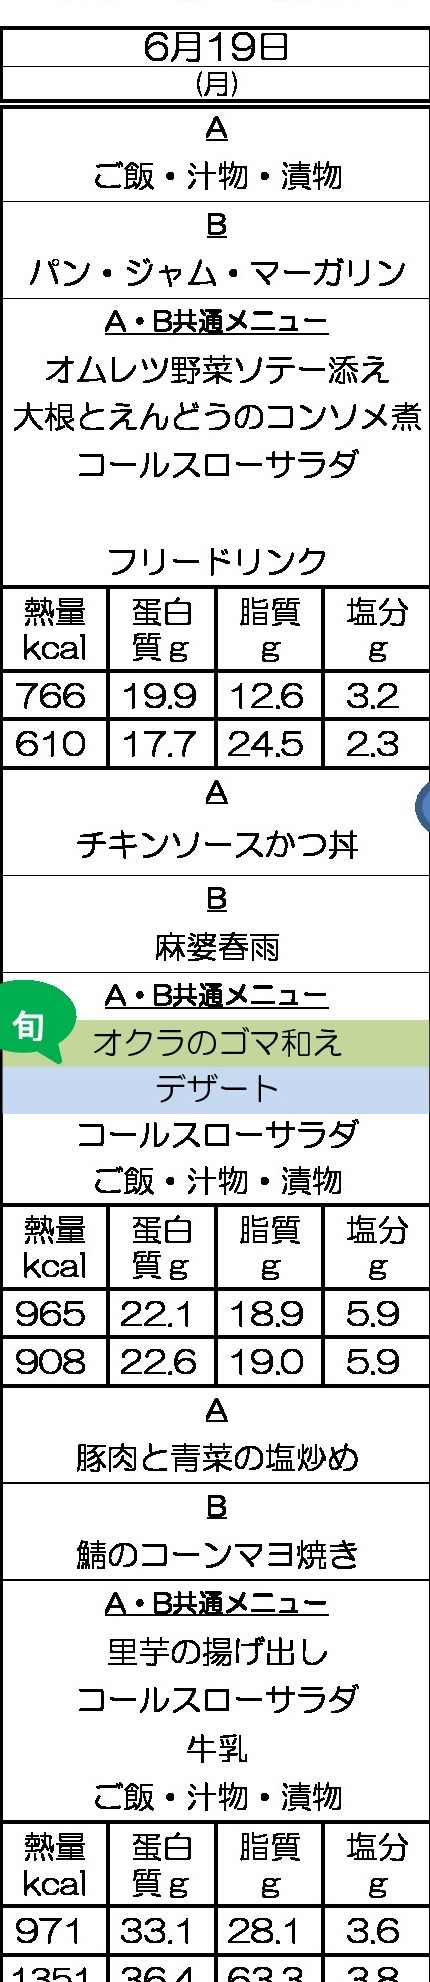 6月19日
(月)
A
ご飯・汁物・漬物
B
パン・ジャム・マーガリン
A・B共通メニュー
オムレツ野菜ソテー添え
大根とえんどうのコンソメ煮
コールスローサラダ
フリードリンク
熱量 蛋白 脂質 塩分
kcal 質g g g
766 19.9 12.6 3.2
610 17.7 24.5 2.3
A
チキンソースかつ丼
B
麻婆春雨
A・B共通メニュー
旬 オクラのゴマ和え
デザート
コールスローサラダ
ご飯・汁物・漬物
熱量 蛋白 脂質 塩分
kcal 質g g g
965 22.1 18.9 5.9
908 22.6 19.0 5.9
A
豚肉と青菜の塩炒め
B
鯖のコーンマヨ焼き
A・B共通メニュー
里芋の揚げ出し
コールスローサラダ
牛乳
ご飯・汁物・漬物
熱量 蛋白 脂質 塩分
kcal 質g g g
971 33.1 28.1 3.6
1351 36.4 63.3 3.8